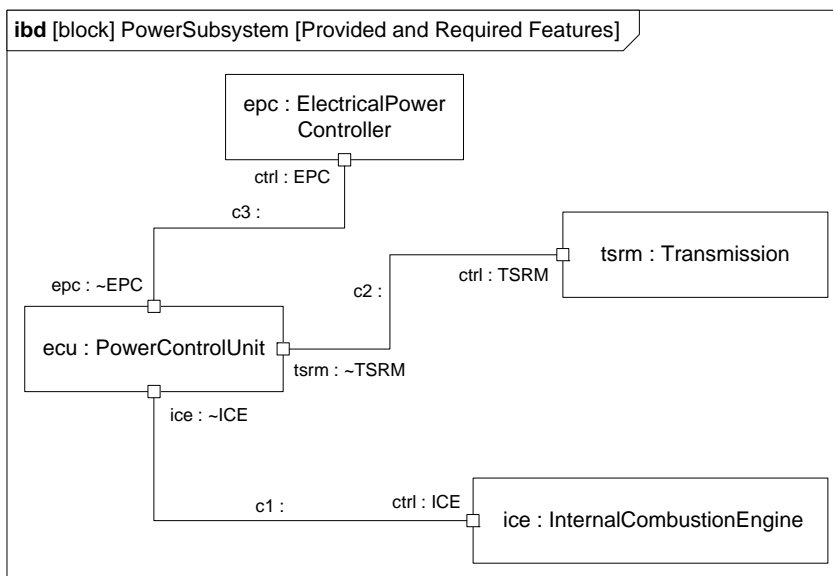 ibd [block] PowerSubsystem [Provided and Required Features]
epc : ElectricalPower
Controller
ctrl : EPC
c3 :
tsrm : Transmission
ctrl : TSRM
c2 :
epc : ~EPC
ecu : PowerControlUnit
tsrm : ~TSRM
ice : ~ICE
c1 :
ctrl : ICE
ice : InternalCombustionEngine